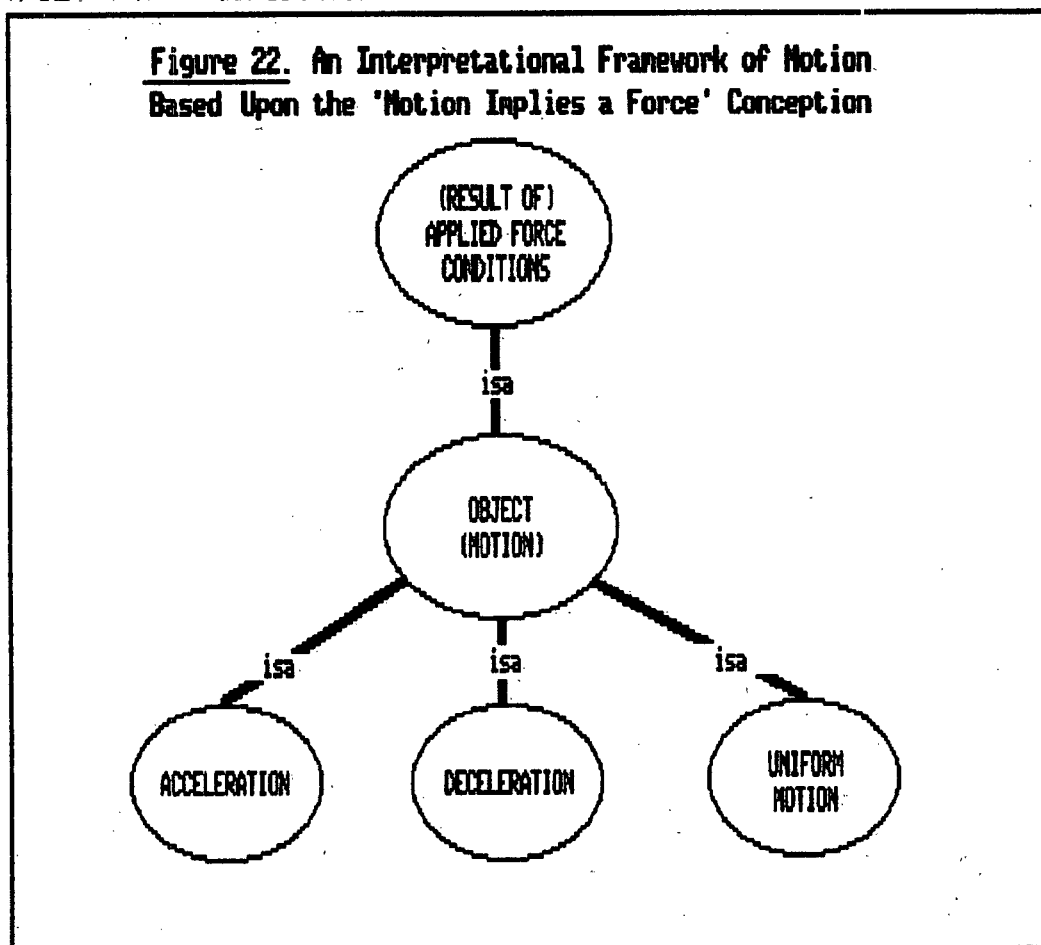 Figure 22. An Interpretational Framework of Motion
Based Upon the 'Motion Implies a Force' Conception
(RESULT OF)
APPLIED FORCE
CONDITIONS
isa
OBJECT
(MOTION)
isa
isa
isa
ACCELERATION
DECELERATION
UNIFORM
MOTION